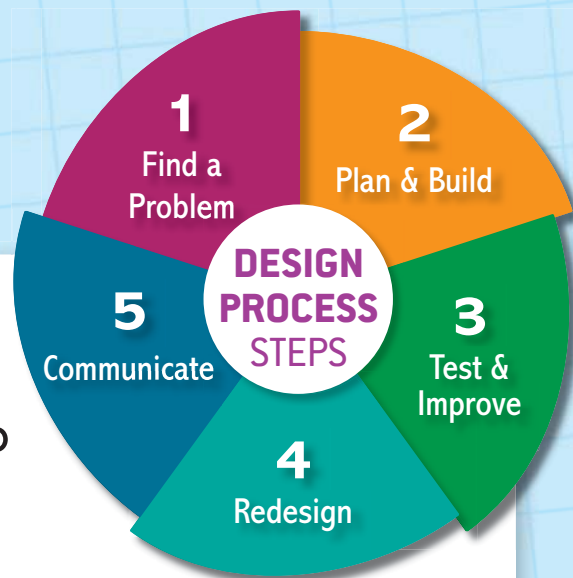 1
Find a
Problem
2
Plan & Build
3
Test &
Improve
4
Redesign
5
Communicate
DESIGN
PROCESS
STEPS